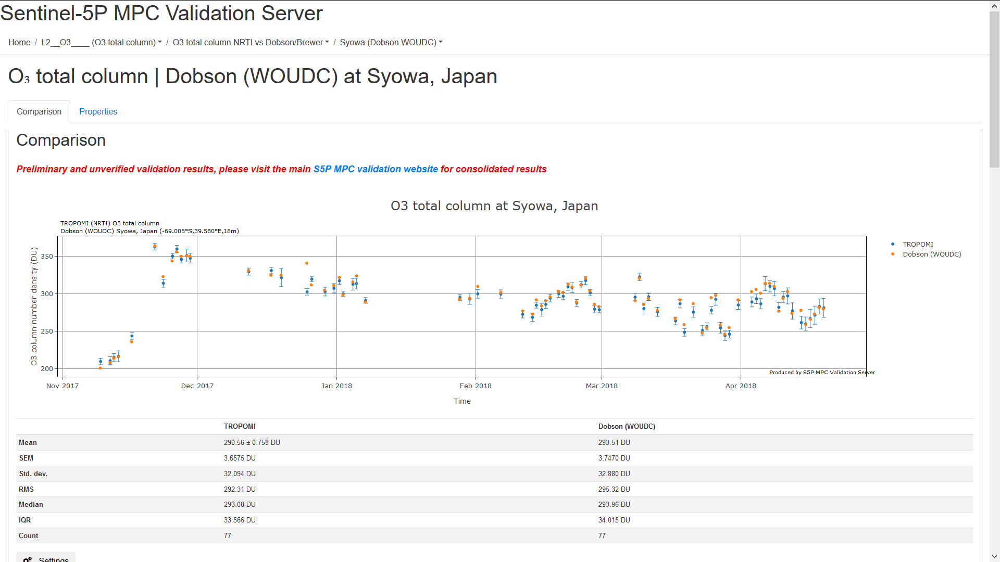 Sentinel-5P MPC Validation Server
Home / L2__O3____ (O3 total column) / O3 total column NRTI vs Dobson/Brewer / Syowa (Dobson WOUDC)
O₃ total column | Dobson (WOUDC) at Syowa, Japan
Comparison Properties
Comparison
Preliminary and unverified validation results, please visit the main S5P MPC validation website for consolidated results
O3 total column at Syowa, Japan
TROPOMI (NRTI) O3 total column
Dobson (WOUDC) Syowa, Japan (-69.005°S,39.580°E,18m)
TROPOMI
Dobson (WOUDC)
O3 column number density (DU)
350
300
250
200
Produced by S5P MPC Validation Server
Nov 2017 Dec 2017 Jan 2018 Feb 2018 Mar 2018 Apr 2018
Time
TROPOMI Dobson (WOUDC)
Mean 290.56 ± 0.758 DU 293.51 DU
SEM 3.6575 DU 3.7470 DU
Std. dev. 32.094 DU 32.880 DU
RMS 292.31 DU 295.32 DU
Median 293.08 DU 293.96 DU
IQR 33.566 DU 34.015 DU
Count 77 77
Settings